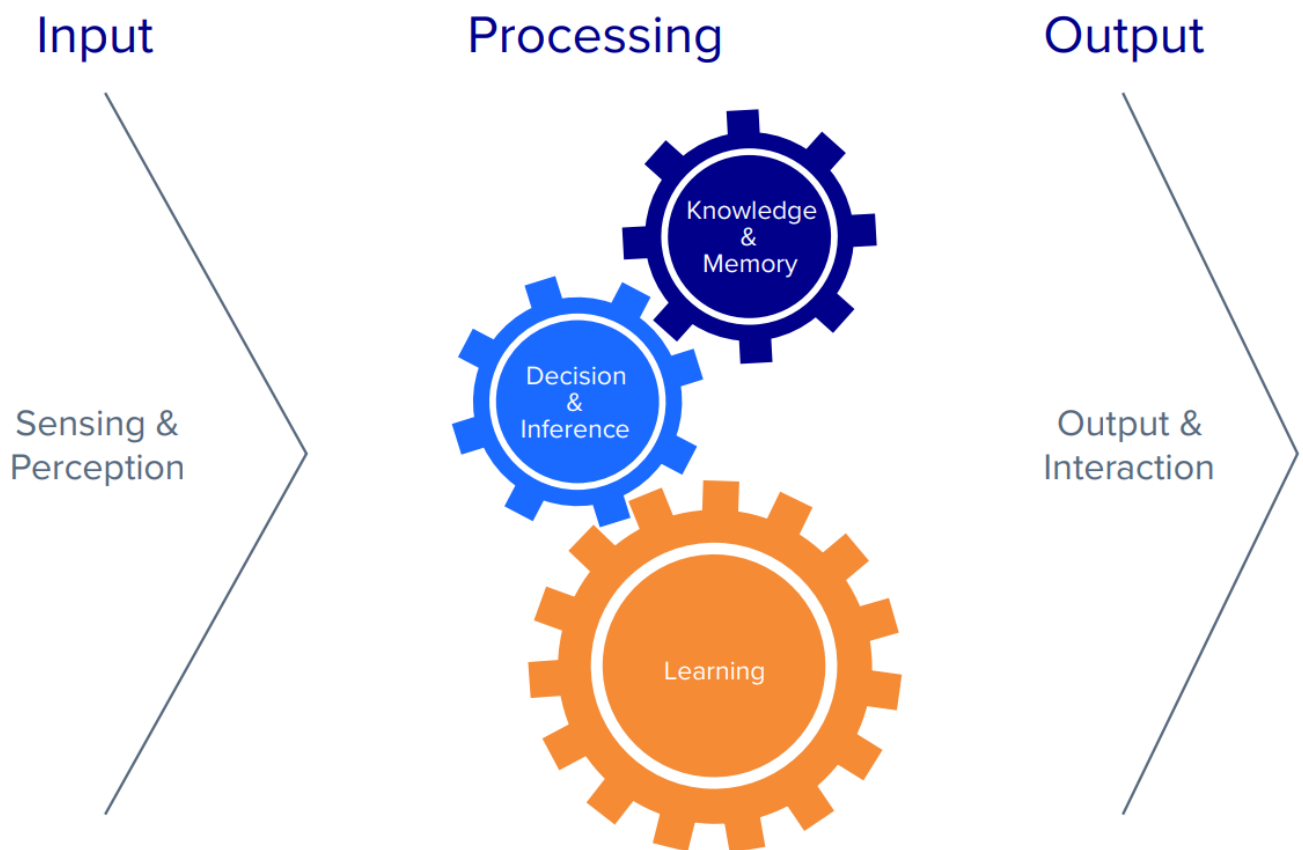 Input
Processing
Output
Knowledge
&
Memory
Decision
&
Inference
Sensing &
Perception
Output &
Interaction
Learning